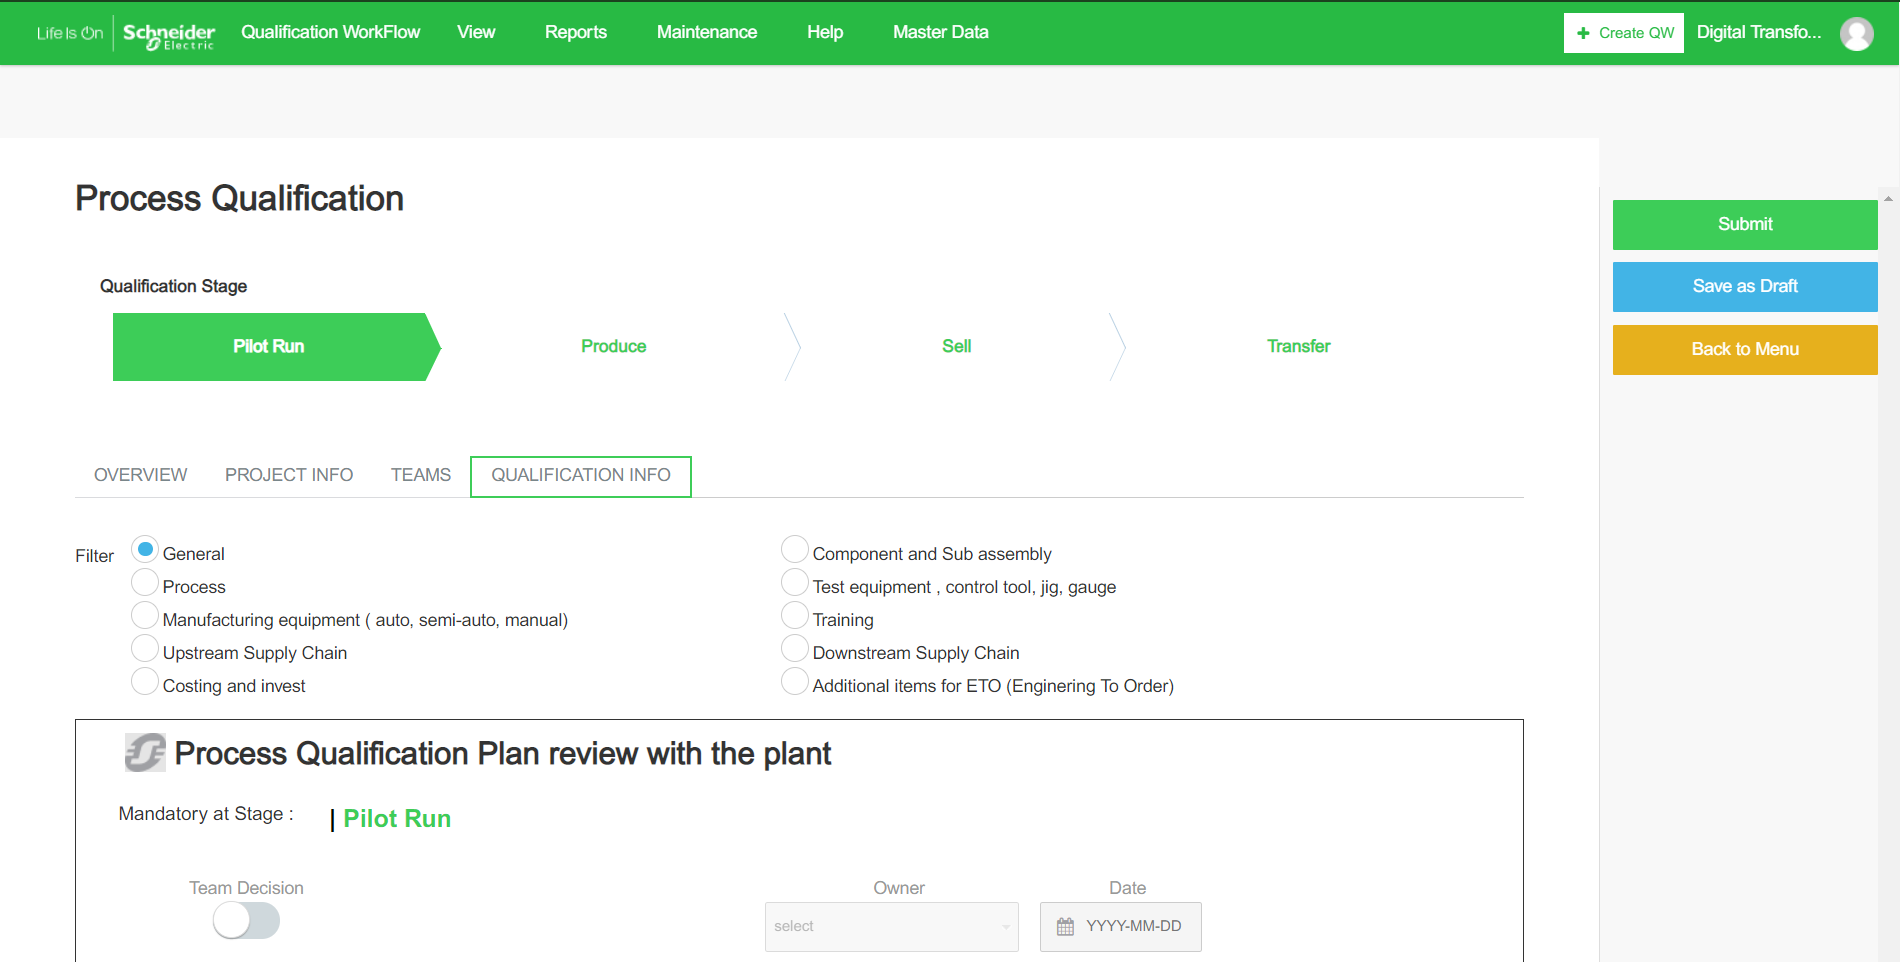 Life Is On Schneider Electric Qualification WorkFlow View Reports Maintenance Help Master Data + Create QW Digital Transfo...
Process Qualification
Submit
Save as Draft
Back to Menu
Qualification Stage
Pilot Run Produce Sell Transfer
OVERVIEW PROJECT INFO TEAMS QUALIFICATION INFO
Filter General Component and Sub assembly
Process Test equipment , control tool, jig, gauge
Manufacturing equipment ( auto, semi-auto, manual) Training
Upstream Supply Chain Downstream Supply Chain
Costing and invest Additional items for ETO (Enginering To Order)
Process Qualification Plan review with the plant
Mandatory at Stage : | Pilot Run
Team Decision Owner Date
select YYYY-MM-DD